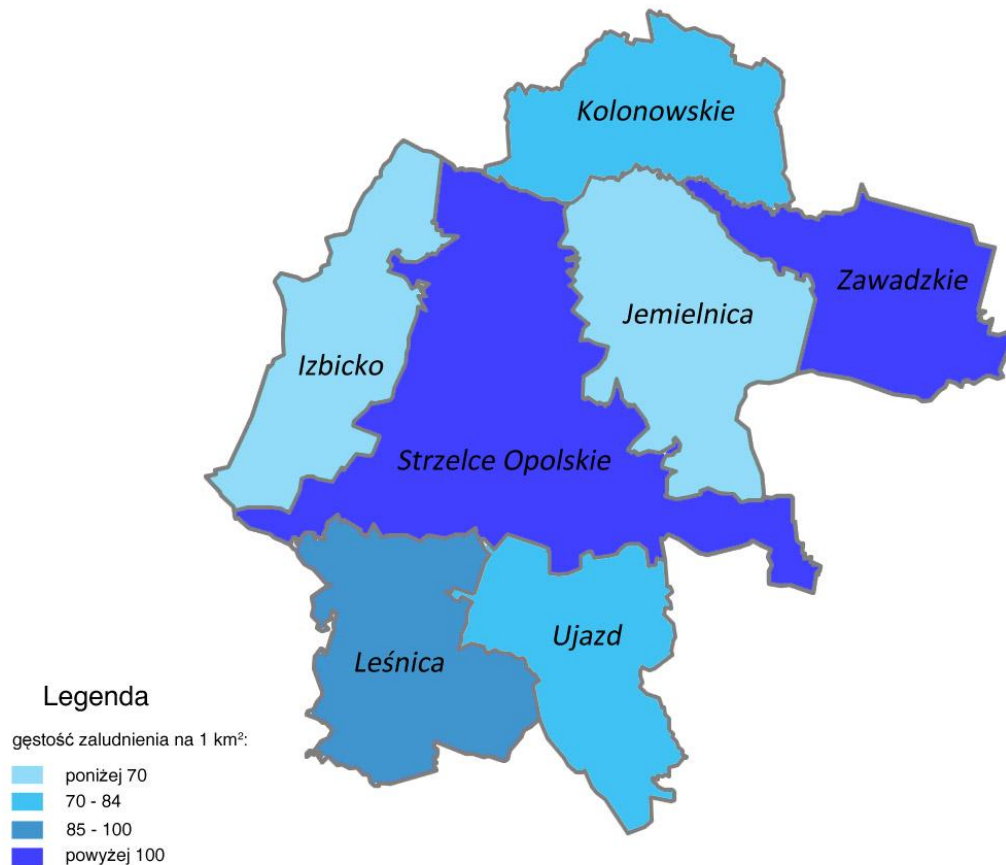 Kolonowskie
Zawadzkie
Jemielnica
Izbicko
Strzelce Opolskie
Ujazd
Leśnica
Legenda
gęstość zaludnienia na 1 km²:
poniżej 70
70 - 84
85 - 100
powyżej 100